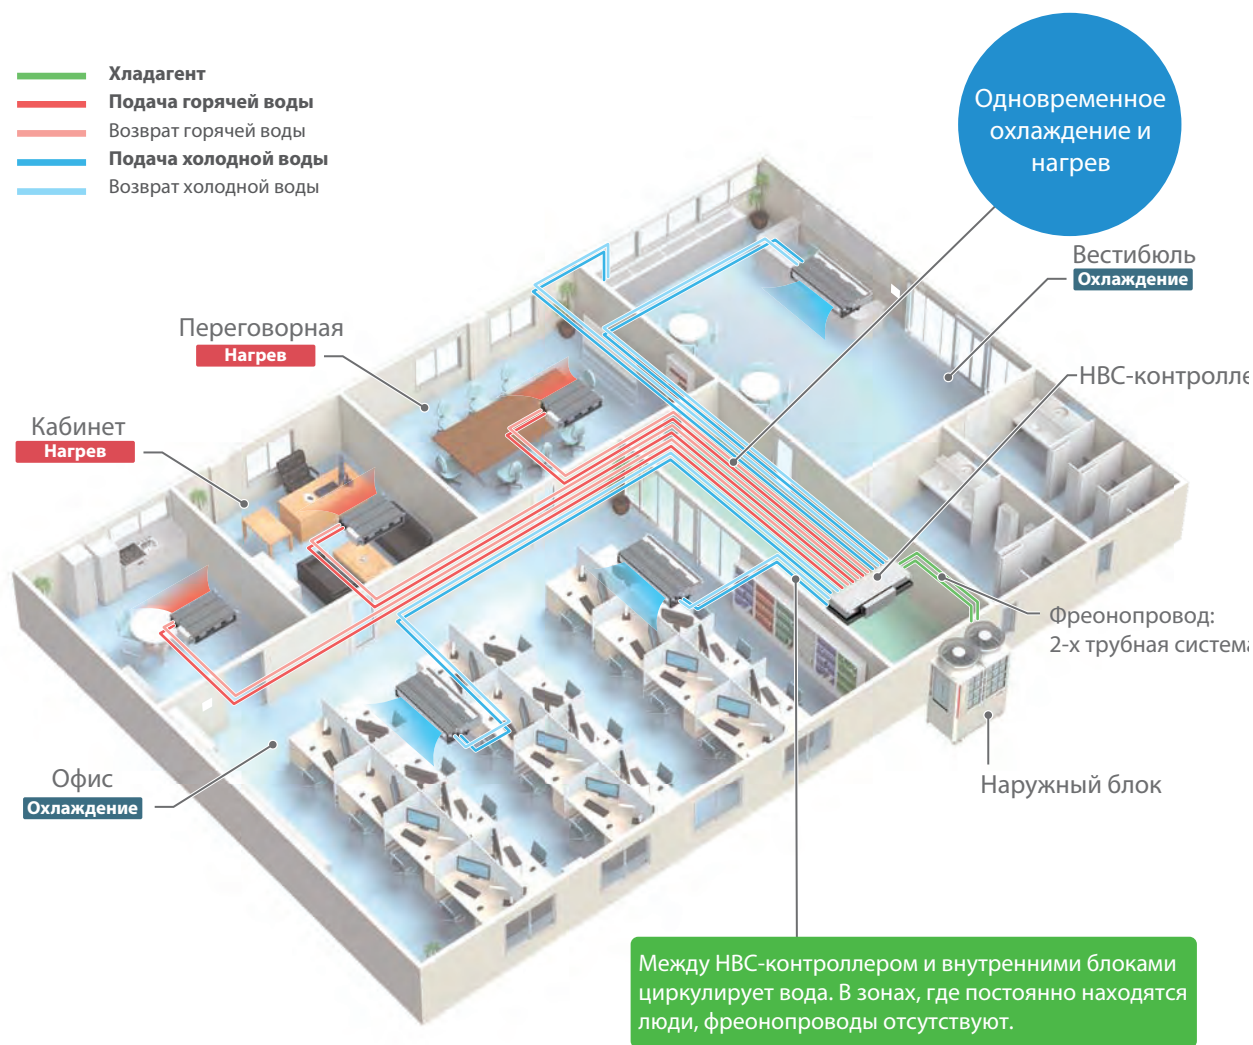 Хладагент
Подача горячей воды
Возврат горячей воды
Подача холодной воды
Возврат холодной воды
Одновременное
охлаждение и
нагрев
Вестибюль
Охлаждение
Переговорная
Нагрев
НВС-контролле
Кабинет
Нагрев
Фреонопровод:
2-х трубная система
Офис
Охлаждение
Наружный блок
Между НВС-контроллером и внутренними блоками
циркулирует вода. В зонах, где постоянно находятся
люди, фреонопроводы отсутствуют.